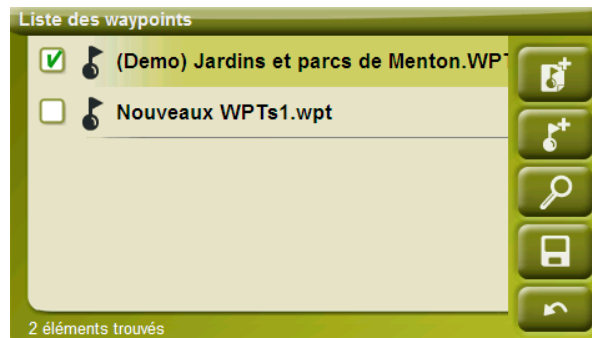 Liste des waypoints
(Demo) Jardins et parcs de Menton.WPT
Nouveaux WPTs1.wpt
2 éléments trouvés